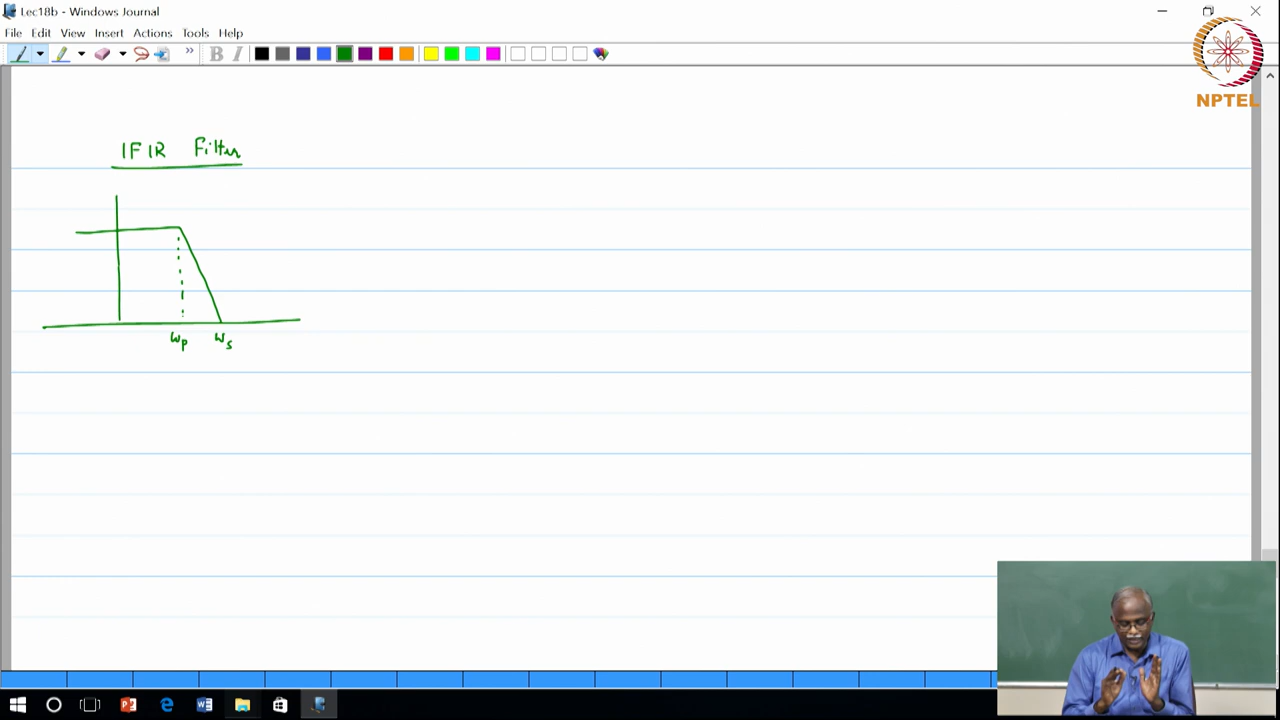 Lec18b - Windows Journal
File Edit View Insert Actions Tools Help
B I
NPTEL
IFIR Filter
ωp ωs